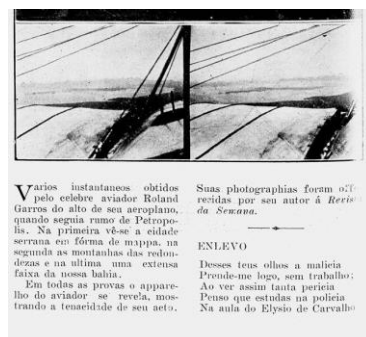 Varios instantaneos obtidos
pelo celebre aviador Roland
Garros do alto de seu aeroplano,
quando seguia rumo de Petropo-
lis. Na primeira vê-se a cidade
serrana em fórma de mappa, na
segunda as montanhas das redon-
dezas e na ultima uma extensa
faixa da nossa bahia.
Em todas as provas o appare-
lho do aviador se revela, mos-
trando a tenacidade de seu acto.
Suas photographias foram off-
recidas por seu autor á Revis
da Semana.
ENLEVO
Desses teus olhos a malicia
Prende-me logo, sem trabalho;
Ao ver assim tanta pericia
Penso que estudas na policia
Na aula do Elysio de Carvalho